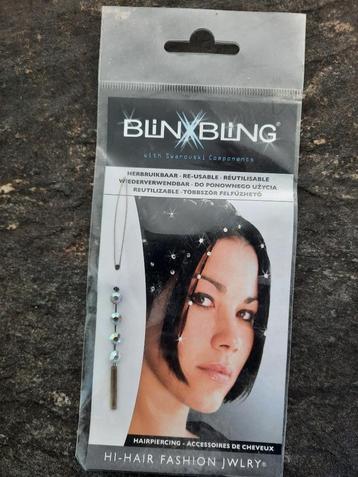 BLiNXBLiNG®
with Swarovski Components
HERBRUIKBAAR - RE-USABLE - RÉUTILISABLE
WIEDERVERWENDBAR - DO PONOWNEGO UŻYCIA
REUTILIZABLE - TÖBBSZÖR FELFŰZHETŐ
HAIRPIERCING - ACCESSOIRES DE CHEVEUX
HI-HAIR FASHION JWLRY®